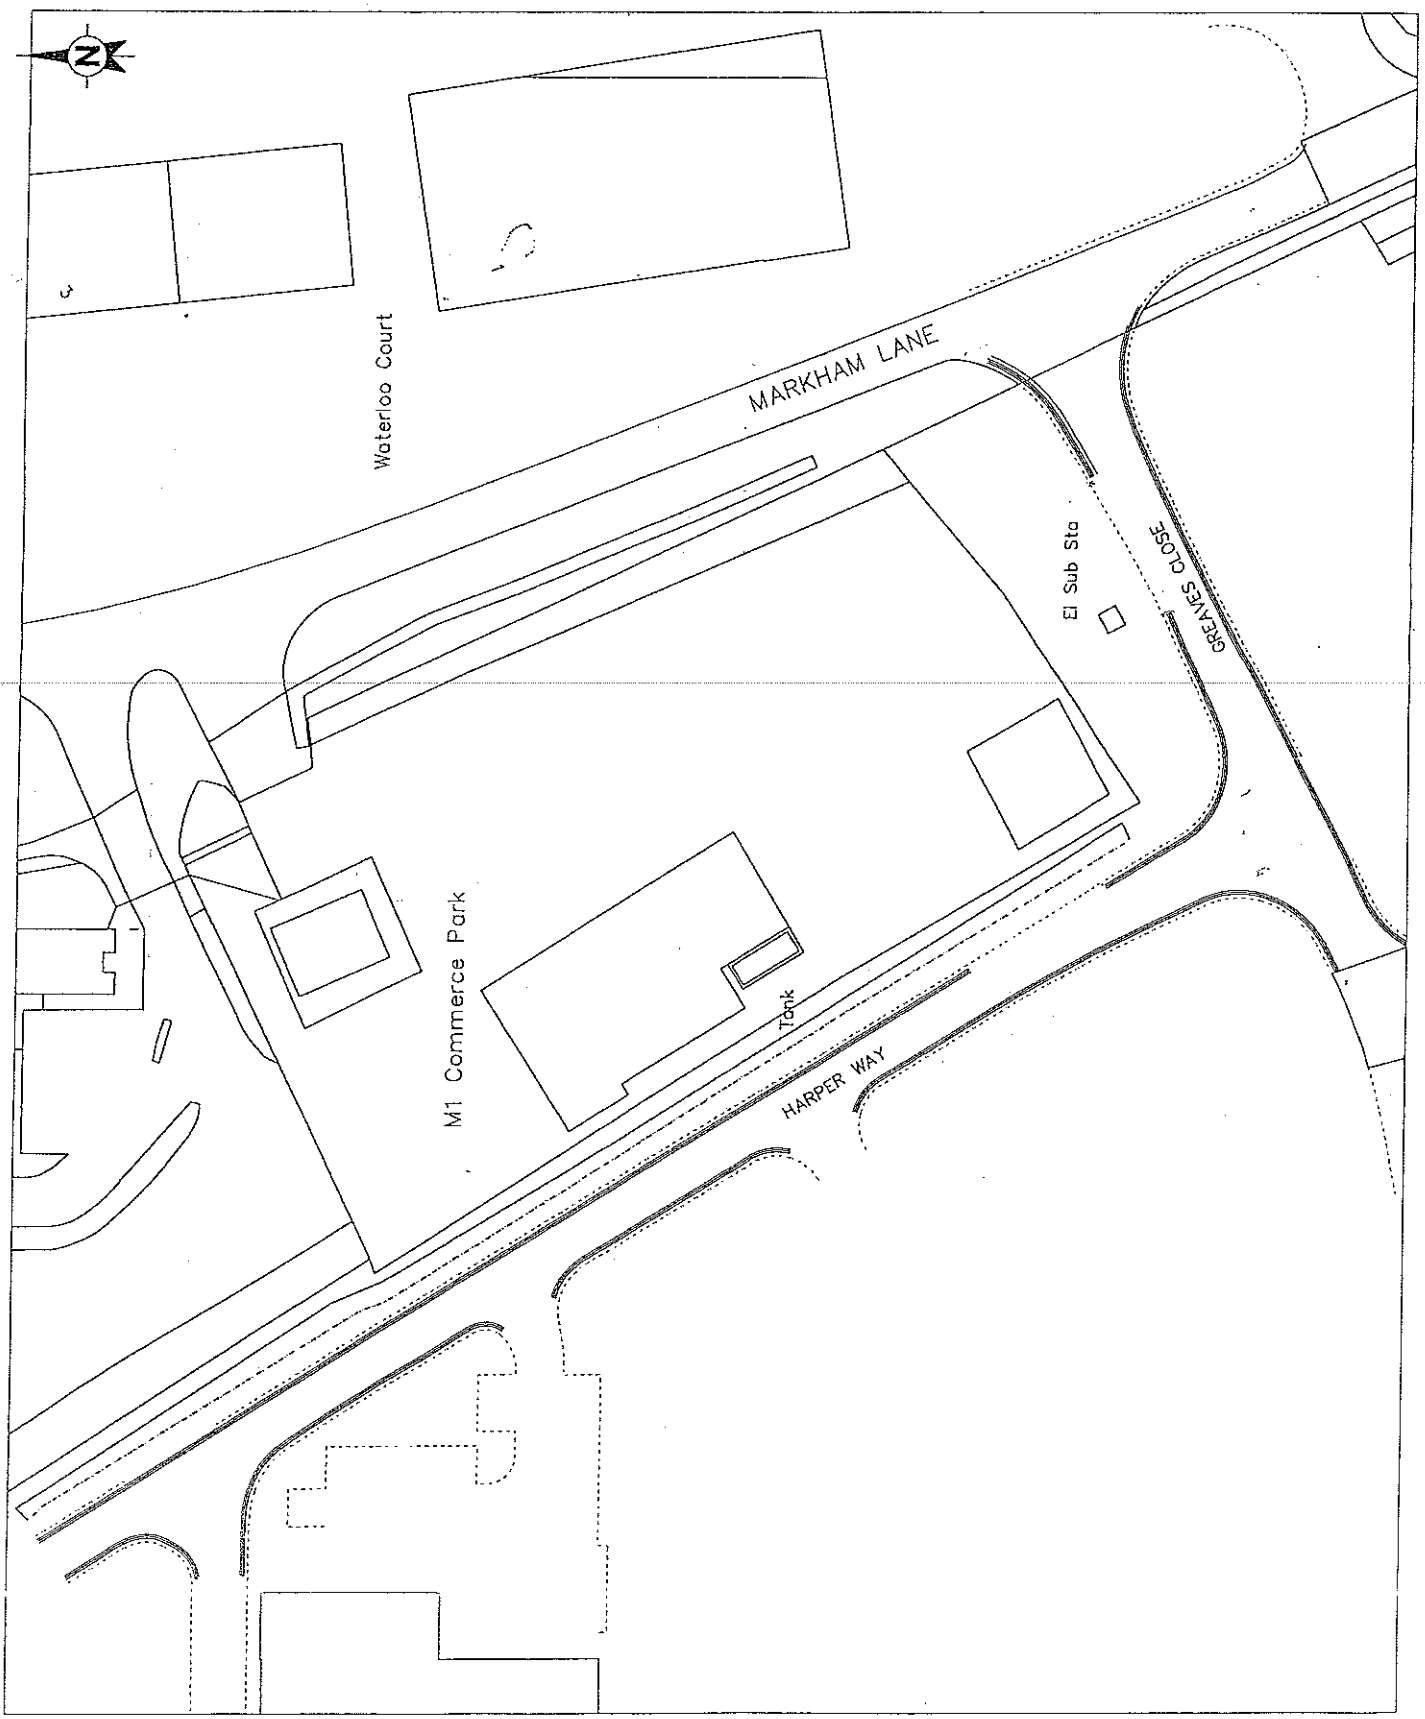 N
3
Waterloo Court
MARKHAM LANE
El Sub Sta
GREAVES CLOSE
M1 Commerce Park
Tank
HARPER WAY